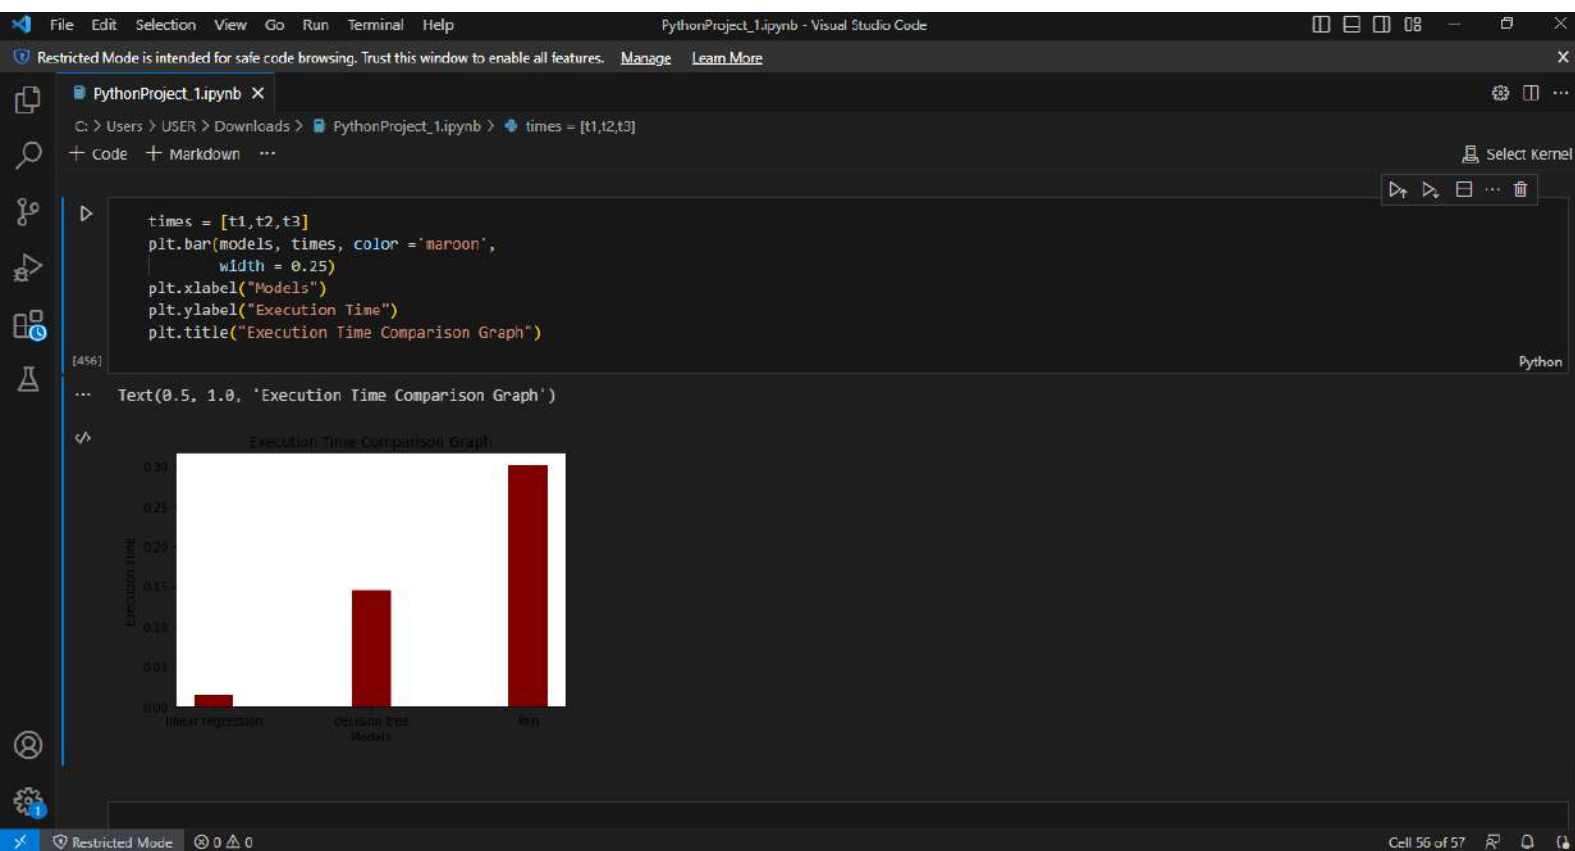 File Edit Selection View Go Run Terminal Help PythonProject_1.ipynb - Visual Studio Code
Restricted Mode is intended for safe code browsing. Trust this window to enable all features. Manage Learn More
PythonProject_1.ipynb
C: > Users > USER > Downloads > PythonProject_1.ipynb > times = [t1,t2,t3]
+ Code + Markdown ...
Select Kernel
times = [t1,t2,t3]
plt.bar(models, times, color ='maroon',
width = 0.25)
plt.xlabel("Models")
plt.ylabel("Execution Time")
plt.title("Execution Time Comparison Graph")
[456]
Python
Text(0.5, 1.0, 'Execution Time Comparison Graph')
Execution Time Comparison Graph
0.30
0.25
0.20
0.15
0.10
0.05
0.00
Execution Time
linear regression decision tree knn
Models
Restricted Mode 0 0
Cell 56 of 57